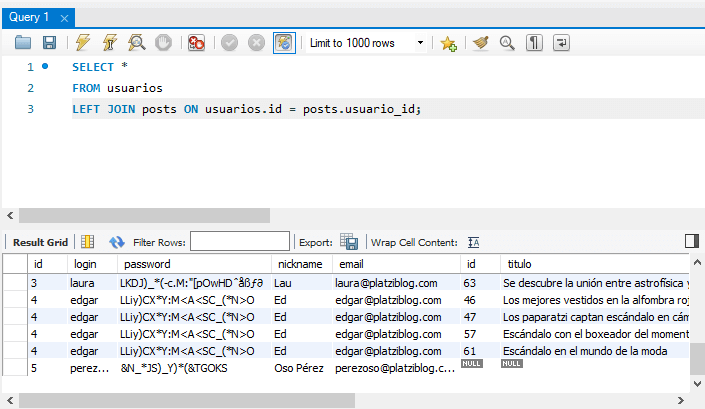 Query 1
Limit to 1000 rows
1 SELECT *
2 FROM usuarios
3 LEFT JOIN posts ON usuarios.id = posts.usuario_id;
Result Grid Filter Rows: Export: Wrap Cell Content:
id login password nickname email id titulo
3 laura LKDJ)_*(-c.M:"[pOwHDˆåßƒ∂ Lau laura@platziblog.com 63 Se descubre la unión entre astrofísica y
4 edgar LLiy)CX*Y:M<A<SC_(*N>O Ed edgar@platziblog.com 46 Los mejores vestidos en la alfombra roj
4 edgar LLiy)CX*Y:M<A<SC_(*N>O Ed edgar@platziblog.com 47 Los paparatzi captan escándalo en cám
4 edgar LLiy)CX*Y:M<A<SC_(*N>O Ed edgar@platziblog.com 57 Escándalo con el boxeador del moment
4 edgar LLiy)CX*Y:M<A<SC_(*N>O Ed edgar@platziblog.com 61 Escándalo en el mundo de la moda
5 perez... &N_*JS)_Y)*(&TGOKS Oso Pérez perezoso@platziblog.c... NULL NULL